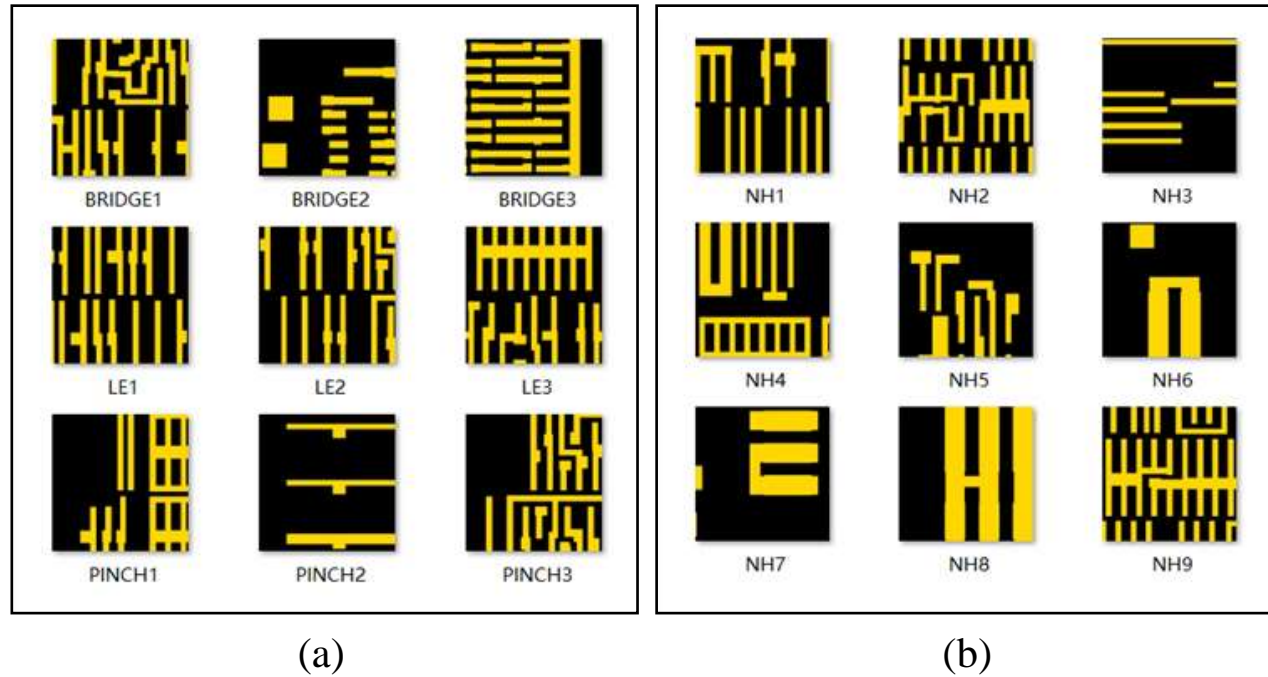 BRIDGE1 BRIDGE2 BRIDGE3
LE1 LE2 LE3
PINCH1 PINCH2 PINCH3
(a)
NH1 NH2 NH3
NH4 NH5 NH6
NH7 NH8 NH9
(b)